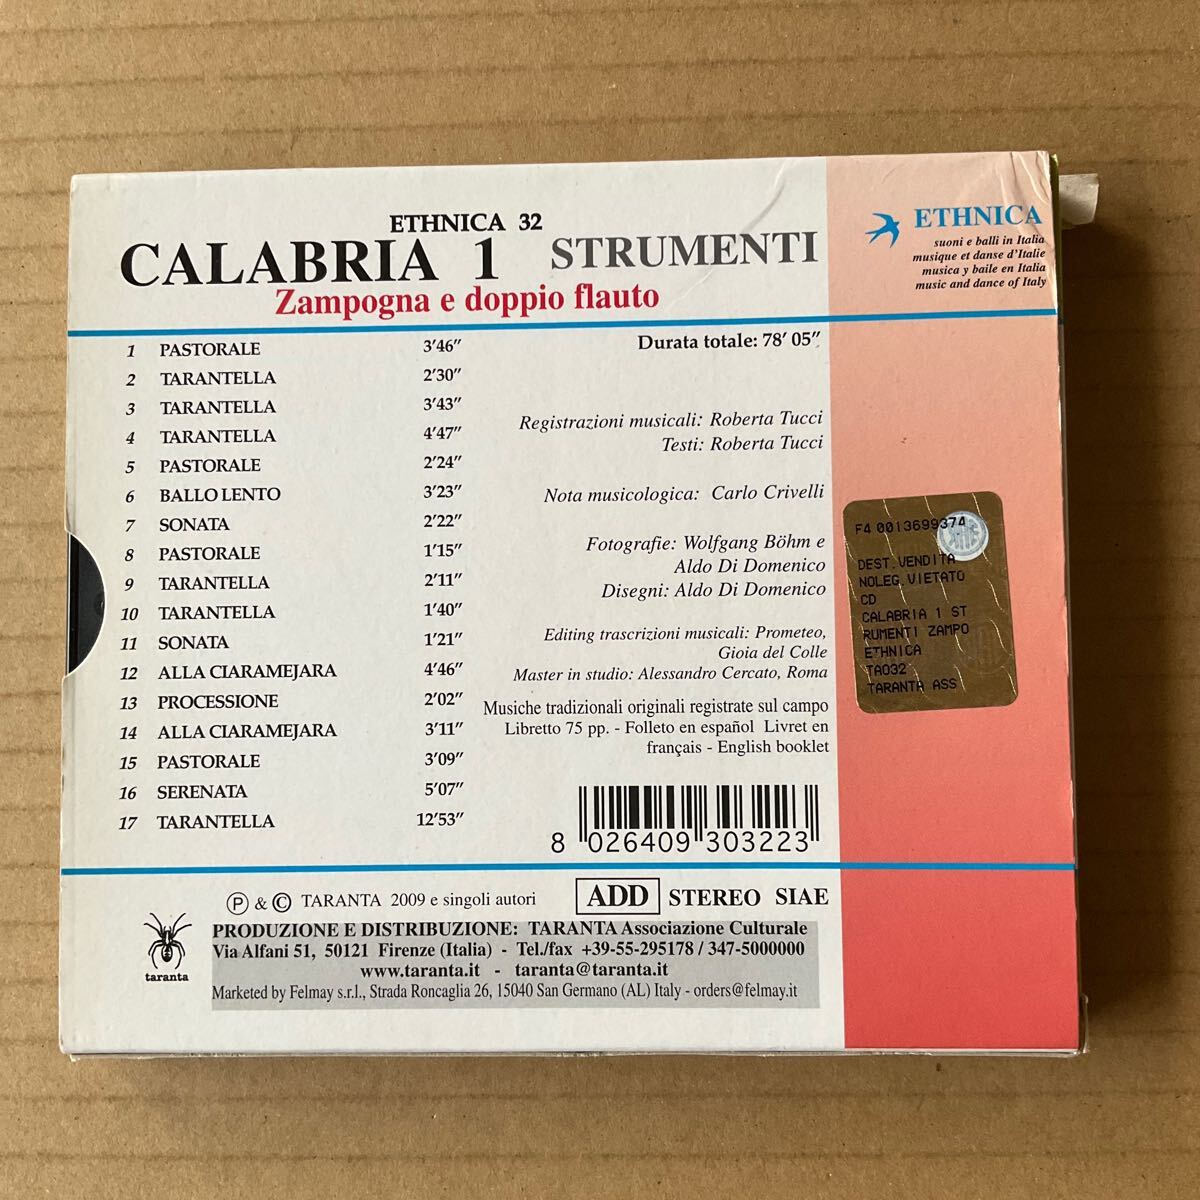 ETHNICA 32
CALABRIA 1 STRUMENTI
Zampogna e doppio flauto
ETHNICA
suoni e balli in Italia
musique et danse d'Italie
musica y baile en Italia
music and dance of Italy
1 PASTORALE 3'46"
2 TARANTELLA 2'30"
3 TARANTELLA 3'43"
4 TARANTELLA 4'47"
5 PASTORALE 2'24"
6 BALLO LENTO 3'23"
7 SONATA 2'22"
8 PASTORALE 1'15"
9 TARANTELLA 2'11"
10 TARANTELLA 1'40"
11 SONATA 1'21"
12 ALLA CIARAMEJARA 4'46"
13 PROCESSIONE 2'02"
14 ALLA CIARAMEJARA 3'11"
15 PASTORALE 3'09"
16 SERENATA 5'07"
17 TARANTELLA 12'53"
Durata totale: 78' 05"
Registrazioni musicali: Roberta Tucci
Testi: Roberta Tucci
Nota musicologica: Carlo Crivelli
Fotografie: Wolfgang Böhm e
Aldo Di Domenico
Disegni: Aldo Di Domenico
Editing trascrizioni musicali: Prometeo,
Gioia del Colle
Master in studio: Alessandro Cercato, Roma
Musiche tradizionali originali registrate sul campo
Libretto 75 pp. - Folleto en español Livret en
français - English booklet
8 026409 303223
F4 0013699374
DEST.VENDITA
NOLEG.VIETATO
CD
CALABRIA 1 ST
RUMENTI ZAMPO
ETHNICA
TA032
TARANTA ASS
Ⓟ & © TARANTA 2009 e singoli autori
ADD STEREO SIAE
taranta
PRODUZIONE E DISTRIBUZIONE: TARANTA Associazione Culturale
Via Alfani 51, 50121 Firenze (Italia) - Tel./fax +39-55-295178 / 347-5000000
www.taranta.it - taranta@taranta.it
Marketed by Felmay s.r.l., Strada Roncaglia 26, 15040 San Germano (AL) Italy - orders@felmay.it